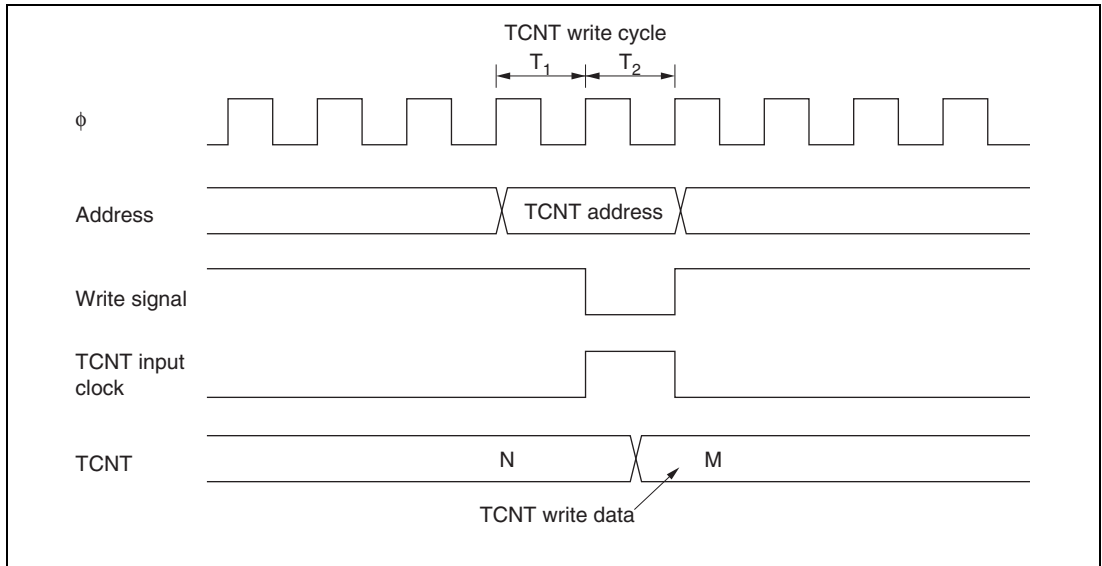 TCNT write cycle
T1 T2
ϕ
Address
TCNT address
Write signal
TCNT input
clock
TCNT
N
M
TCNT write data